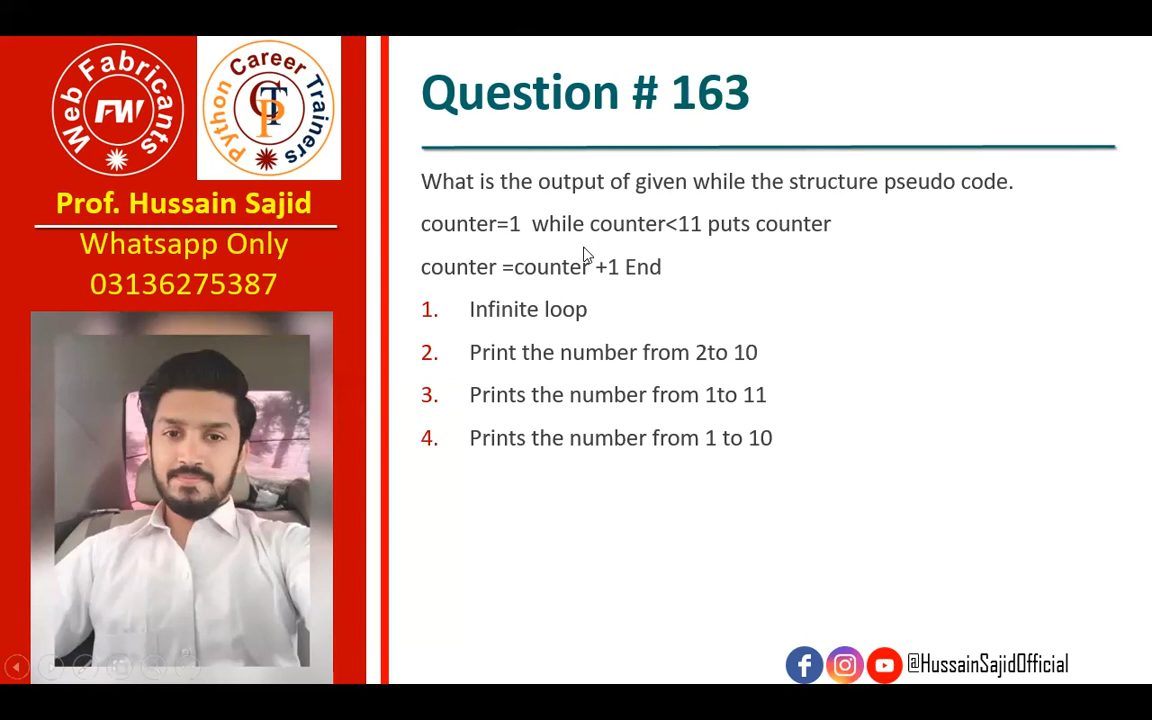 Web Fabricants
FW
Python Career Trainers
CTP
Prof. Hussain Sajid
Whatsapp Only
03136275387
Question # 163
What is the output of given while the structure pseudo code.
counter=1  while counter<11 puts counter
counter =counter +1 End
1. Infinite loop
2. Print the number from 2to 10
3. Prints the number from 1to 11
4. Prints the number from 1 to 10
@HussainSajidOfficial